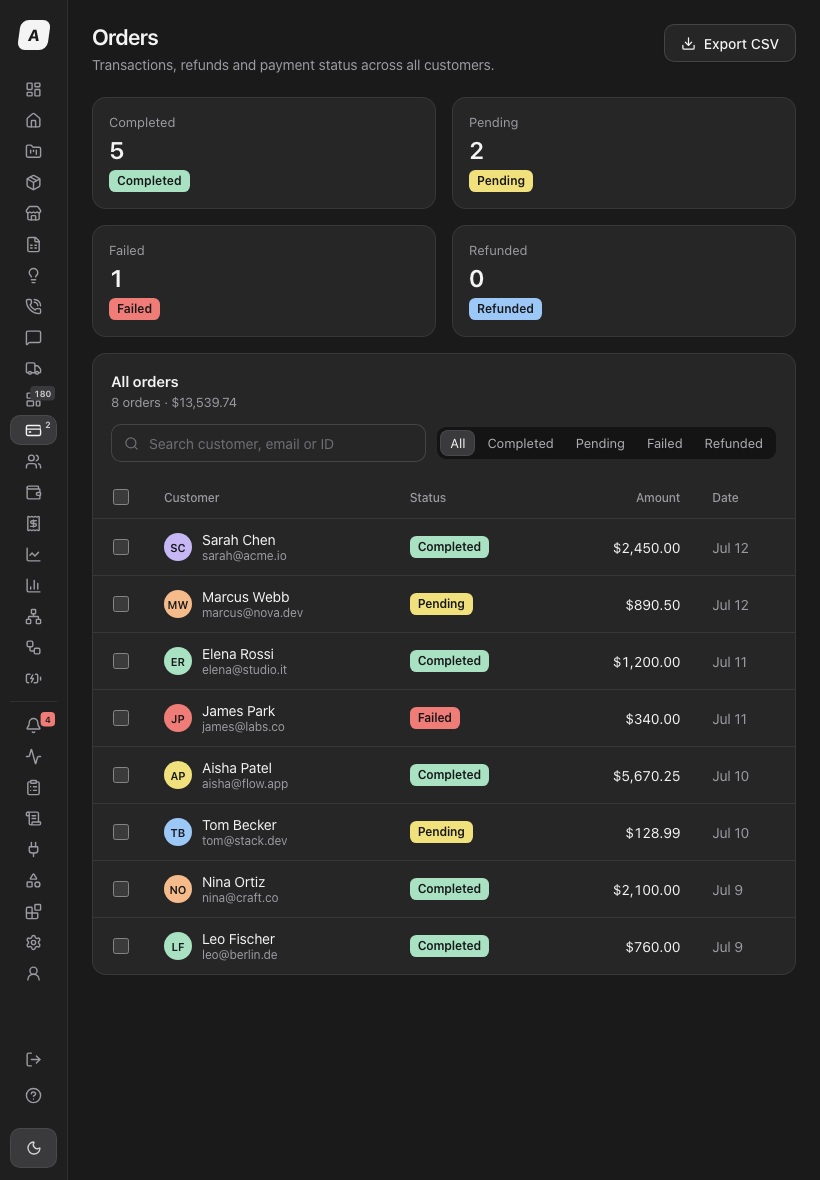 A
Orders
Transactions, refunds and payment status across all customers.
Export CSV
Completed
5
Completed
Pending
2
Pending
Failed
1
Failed
Refunded
0
Refunded
180
2
4
All orders
8 orders · $13,539.74
Search customer, email or ID
All Completed Pending Failed Refunded
Customer Status Amount Date
SC Sarah Chen Completed $2,450.00 Jul 12
sarah@acme.io
MW Marcus Webb Pending $890.50 Jul 12
marcus@nova.dev
ER Elena Rossi Completed $1,200.00 Jul 11
elena@studio.it
JP James Park Failed $340.00 Jul 11
james@labs.co
AP Aisha Patel Completed $5,670.25 Jul 10
aisha@flow.app
TB Tom Becker Pending $128.99 Jul 10
tom@stack.dev
NO Nina Ortiz Completed $2,100.00 Jul 9
nina@craft.co
LF Leo Fischer Completed $760.00 Jul 9
leo@berlin.de